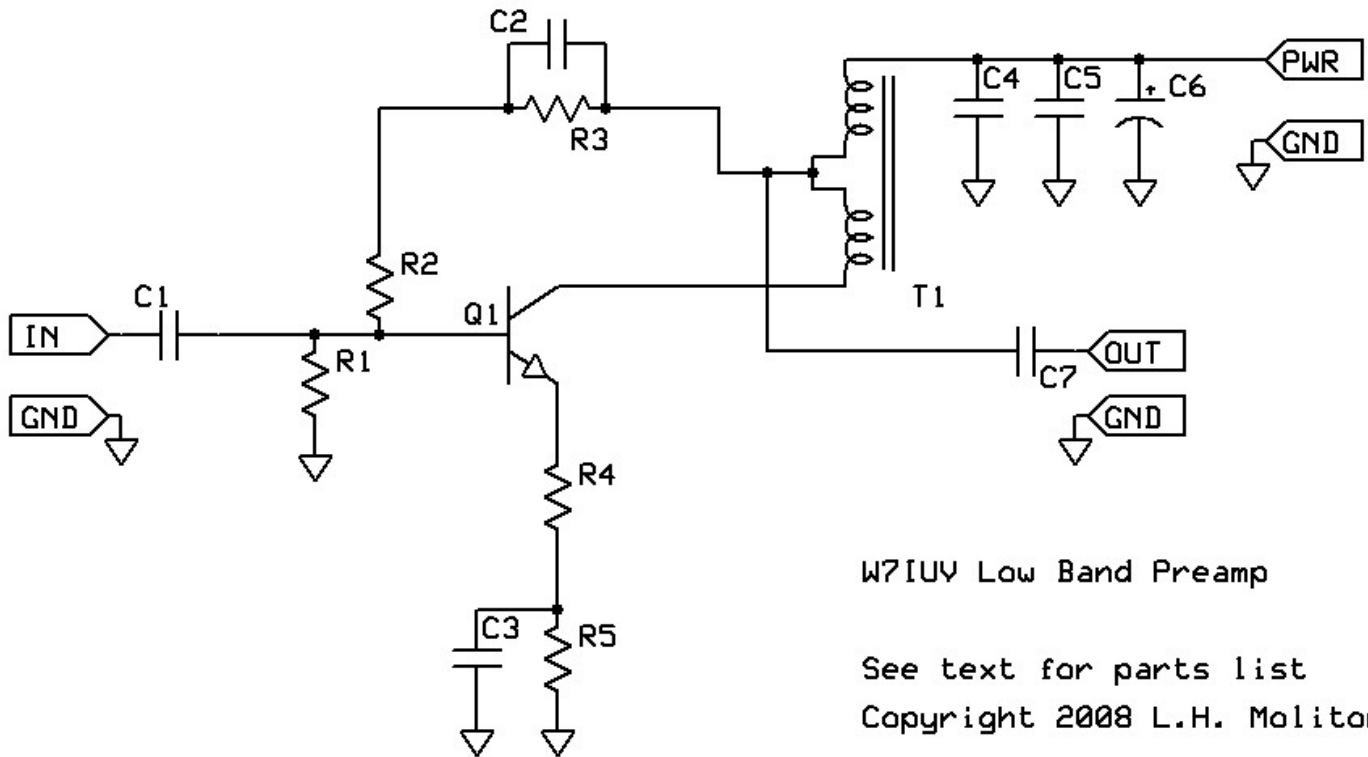 C2
R3
C4
C5
C6
PWR
GND
R2
C1
Q1
T1
IN
R1
OUT
C7
GND
GND
R4
C3
R5
W7IUV Low Band Preamp
See text for parts list
Copyright 2008 L.H. Molitor